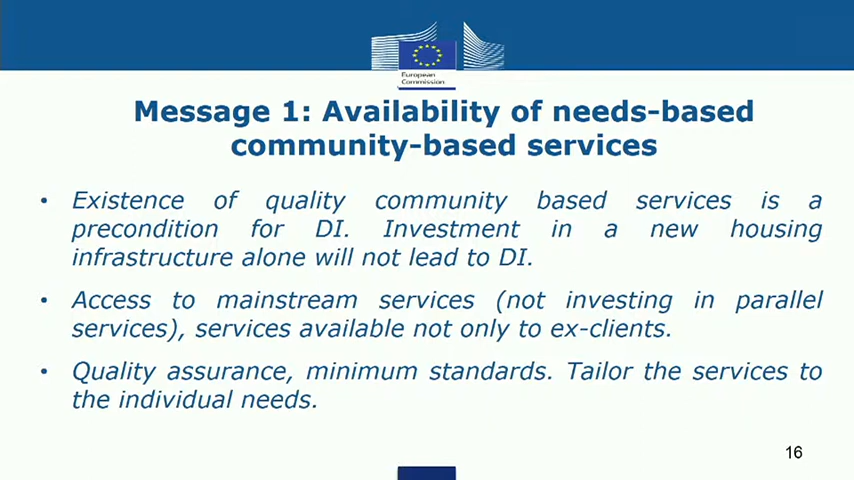 European
Commission
Message 1: Availability of needs-based
community-based services
• Existence of quality community based services is a
precondition for DI. Investment in a new housing
infrastructure alone will not lead to DI.
• Access to mainstream services (not investing in parallel
services), services available not only to ex-clients.
• Quality assurance, minimum standards. Tailor the services to
the individual needs.
16